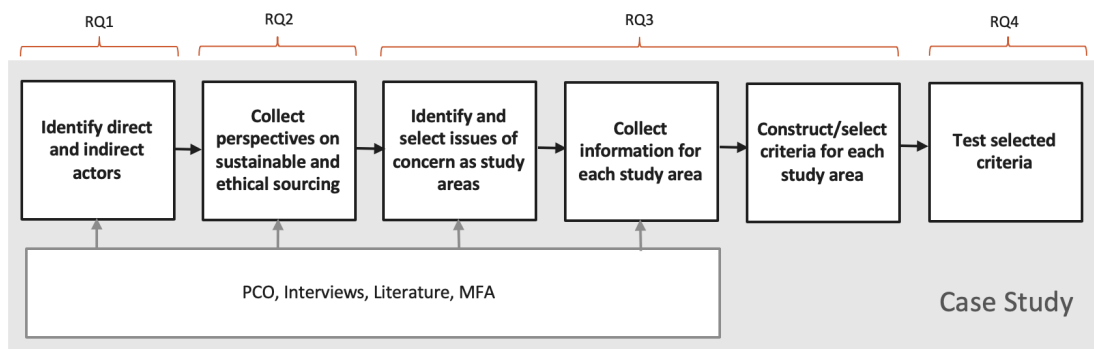 RQ1
RQ2
RQ3
RQ4
Identify direct
and indirect
actors
Collect
perspectives on
sustainable and
ethical sourcing
Identify and
select issues of
concern as study
areas
Collect
information for
each study area
Construct/select
criteria for each
study area
Test selected
criteria
PCO, Interviews, Literature, MFA
Case Study